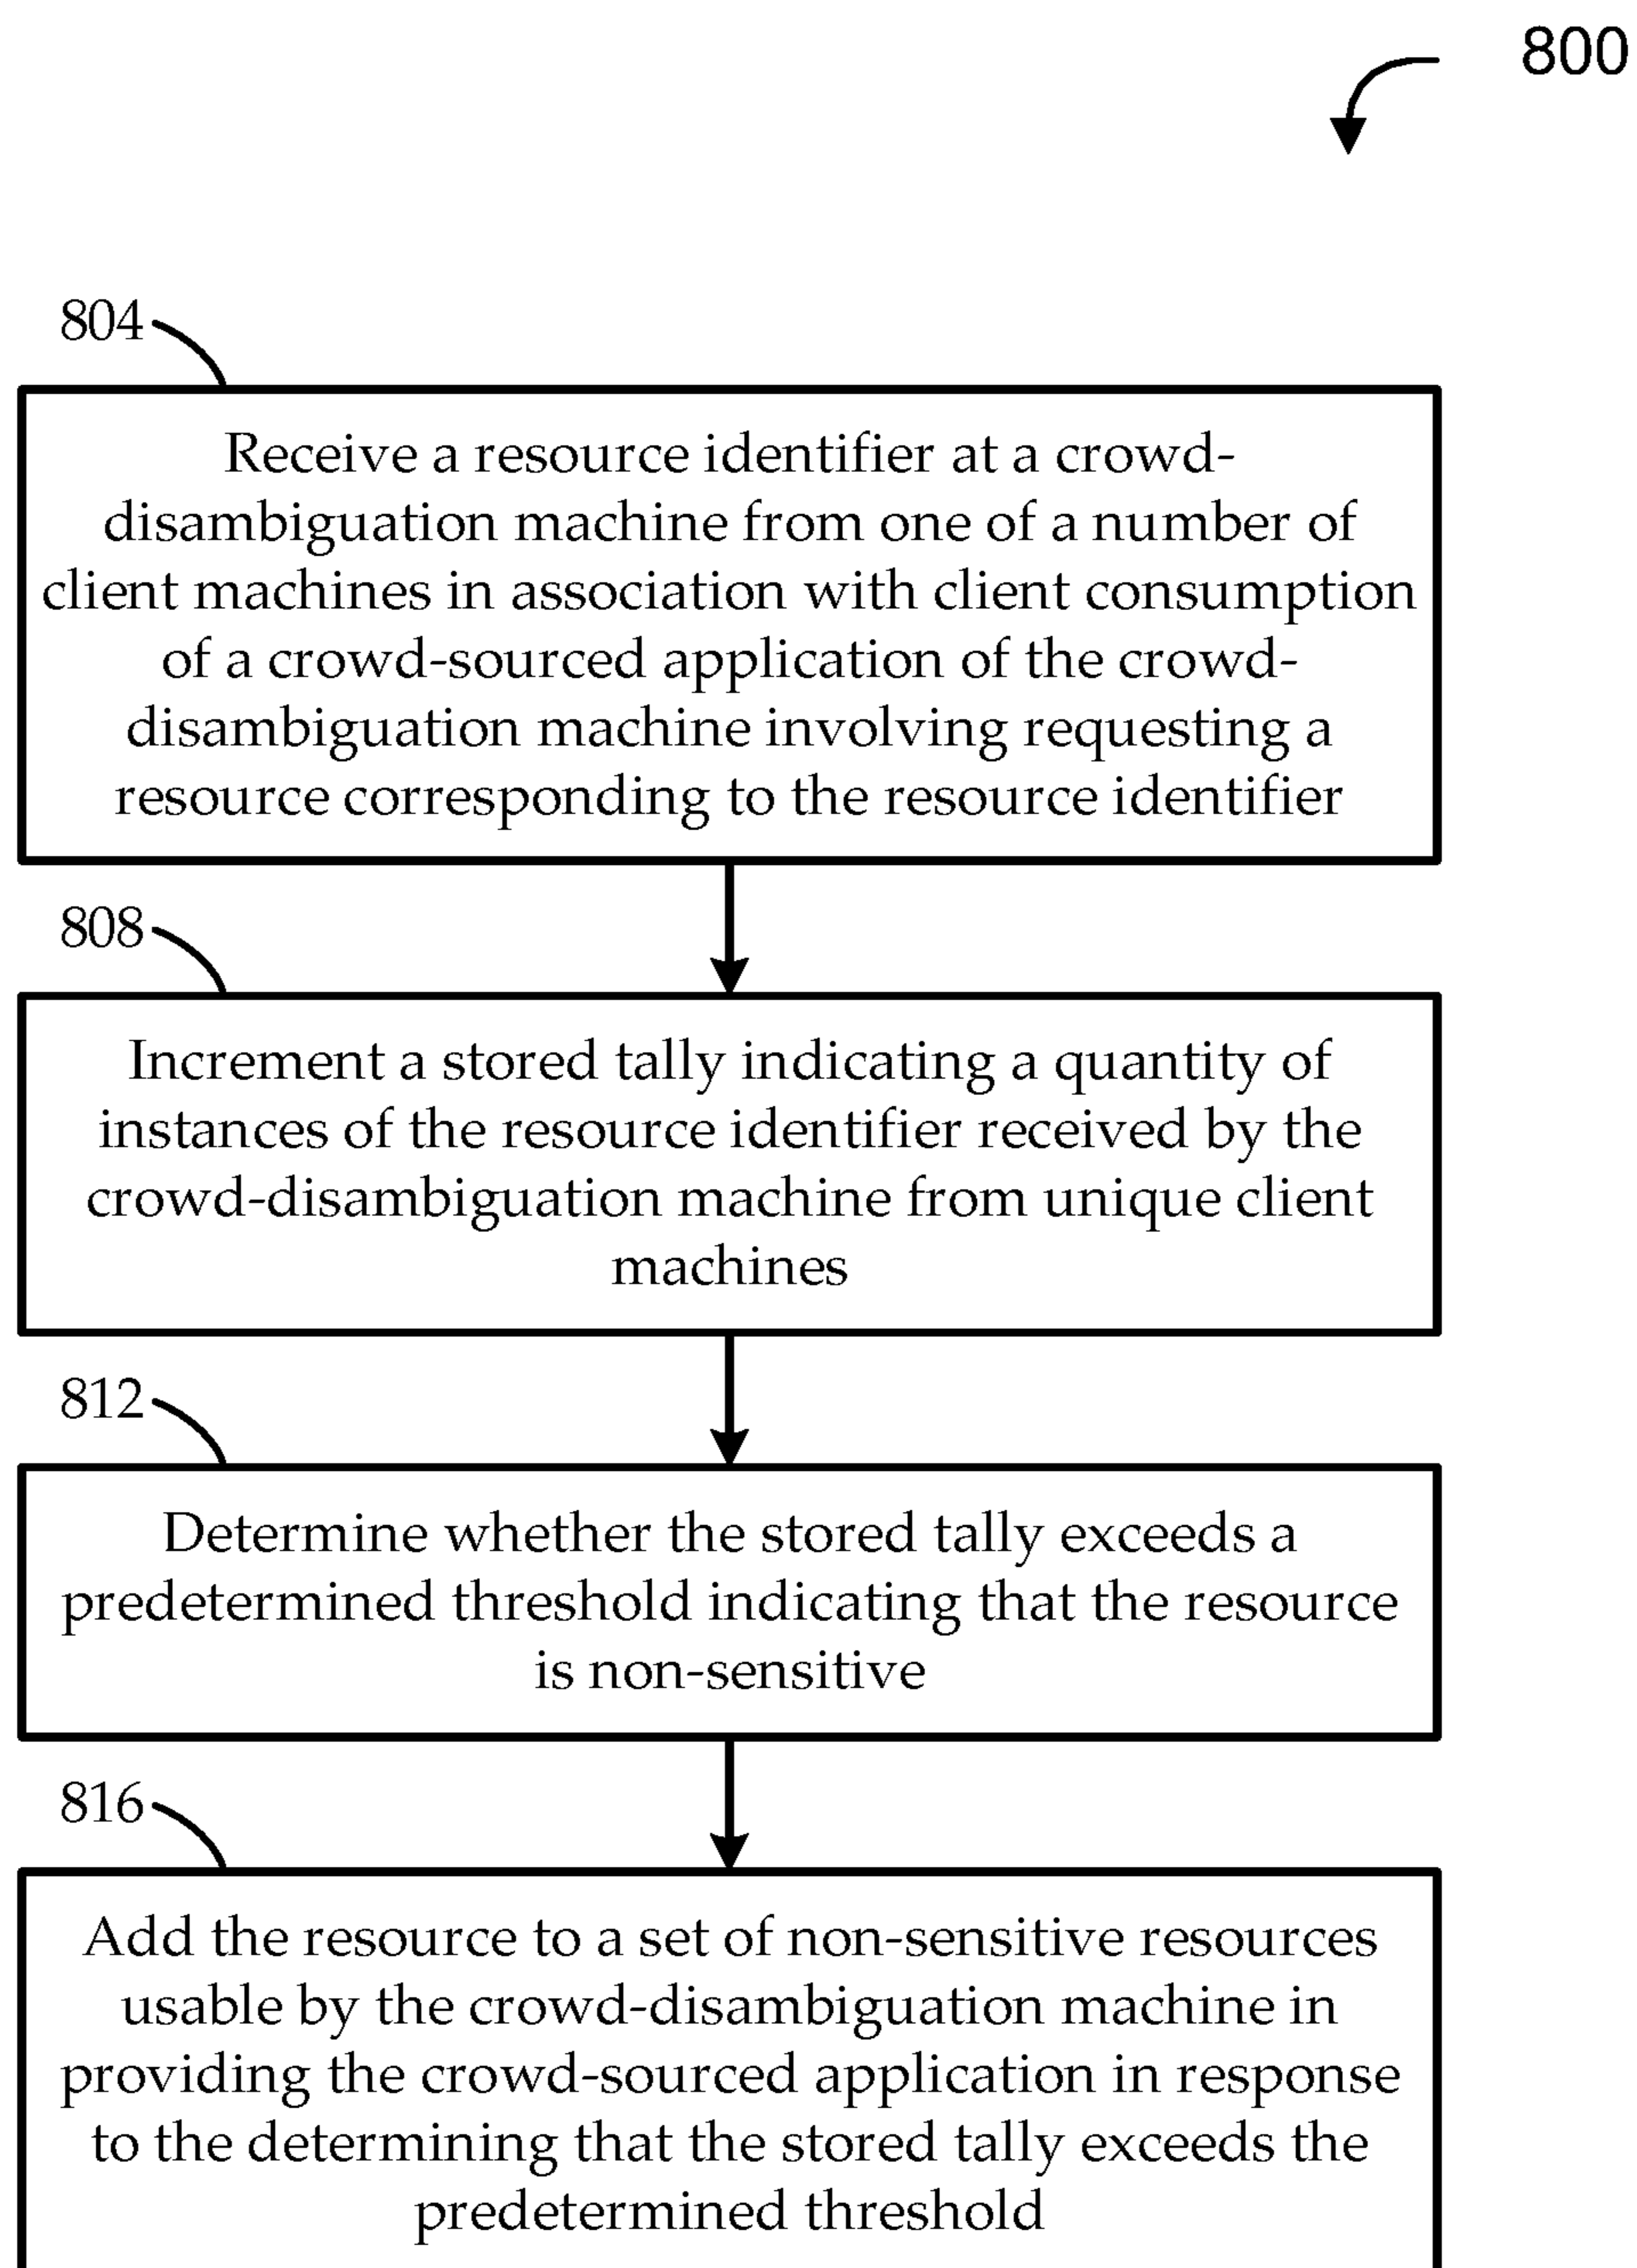 800
804
Receive a resource identifier at a crowd-
disambiguation machine from one of a number of
client machines in association with client consumption
of a crowd-sourced application of the crowd-
disambiguation machine involving requesting a
resource corresponding to the resource identifier
808
Increment a stored tally indicating a quantity of
instances of the resource identifier received by the
crowd-disambiguation machine from unique client
machines
812
Determine whether the stored tally exceeds a
predetermined threshold indicating that the resource
is non-sensitive
816
Add the resource to a set of non-sensitive resources
usable by the crowd-disambiguation machine in
providing the crowd-sourced application in response
to the determining that the stored tally exceeds the
predetermined threshold